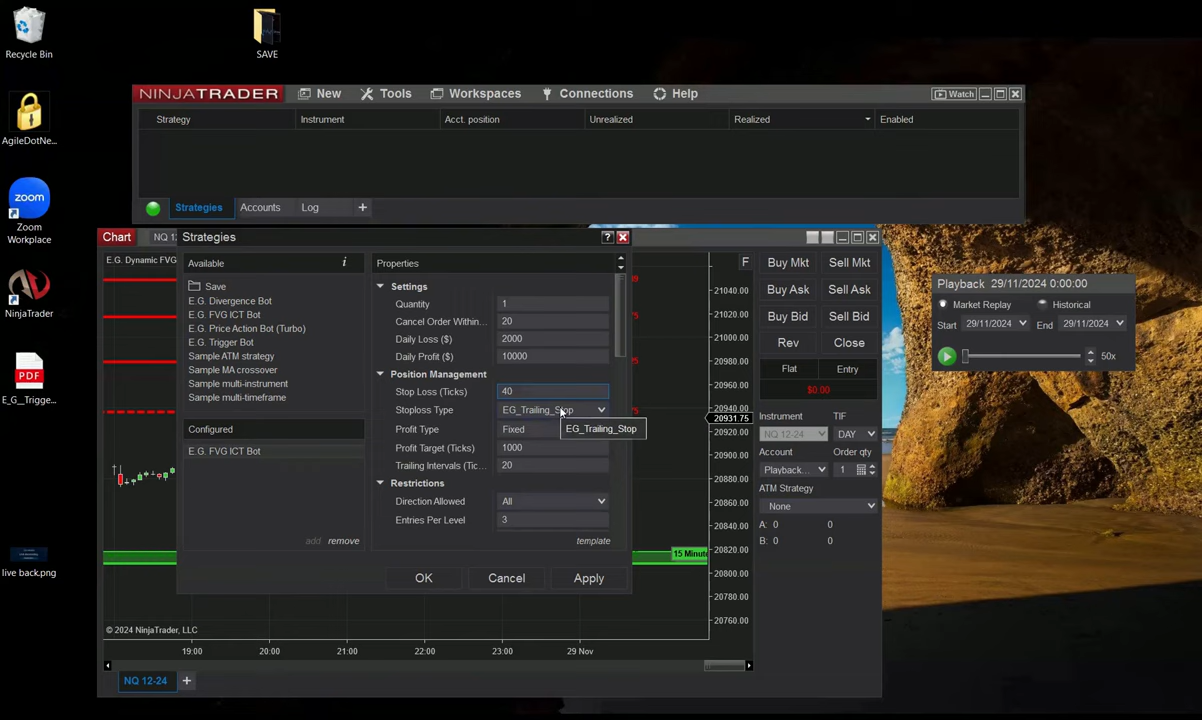 Recycle Bin
SAVE
AgileDotNe...
Zoom
Workplace
NinjaTrader
E_G__Trigge...
live back.png
NINJATRADER
New
Tools
Workspaces
Connections
Help
Watch
Strategy
Instrument
Acct. position
Unrealized
Realized
Enabled
Strategies
Accounts
Log
+
Chart
NQ 12
Strategies
?
E.G. Dynamic FVG
Available
i
Save
E.G. Divergence Bot
E.G. FVG ICT Bot
E.G. Price Action Bot (Turbo)
E.G. Trigger Bot
Sample ATM strategy
Sample MA crossover
Sample multi-instrument
Sample multi-timeframe
Configured
E.G. FVG ICT Bot
add
remove
Properties
Settings
Quantity
1
Cancel Order Within...
20
Daily Loss ($)
2000
Daily Profit ($)
10000
Position Management
Stop Loss (Ticks)
40
Stoploss Type
EG_Trailing_Stop
EG_Trailing_Stop
Profit Type
Fixed
Profit Target (Ticks)
1000
Trailing Intervals (Tic...
20
Restrictions
Direction Allowed
All
Entries Per Level
3
template
OK
Cancel
Apply
F
21040.00
21020.00
21000.00
20980.00
20960.00
20940.00
20931.75
20920.00
20900.00
20880.00
20860.00
20840.00
20820.00
20800.00
20780.00
20760.00
15 Minut
© 2024 NinjaTrader, LLC
19:00
20:00
21:00
22:00
23:00
29 Nov
NQ 12-24
+
Buy Mkt
Sell Mkt
Buy Ask
Sell Ask
Buy Bid
Sell Bid
Rev
Close
Flat
Entry
$0.00
Instrument
TIF
NQ 12-24
DAY
Account
Order qty
Playback...
1
ATM Strategy
None
A: 0
0
B: 0
0
Playback 29/11/2024 0:00:00
Market Replay
Historical
Start
29/11/2024
End
29/11/2024
50x
PDF
zoom